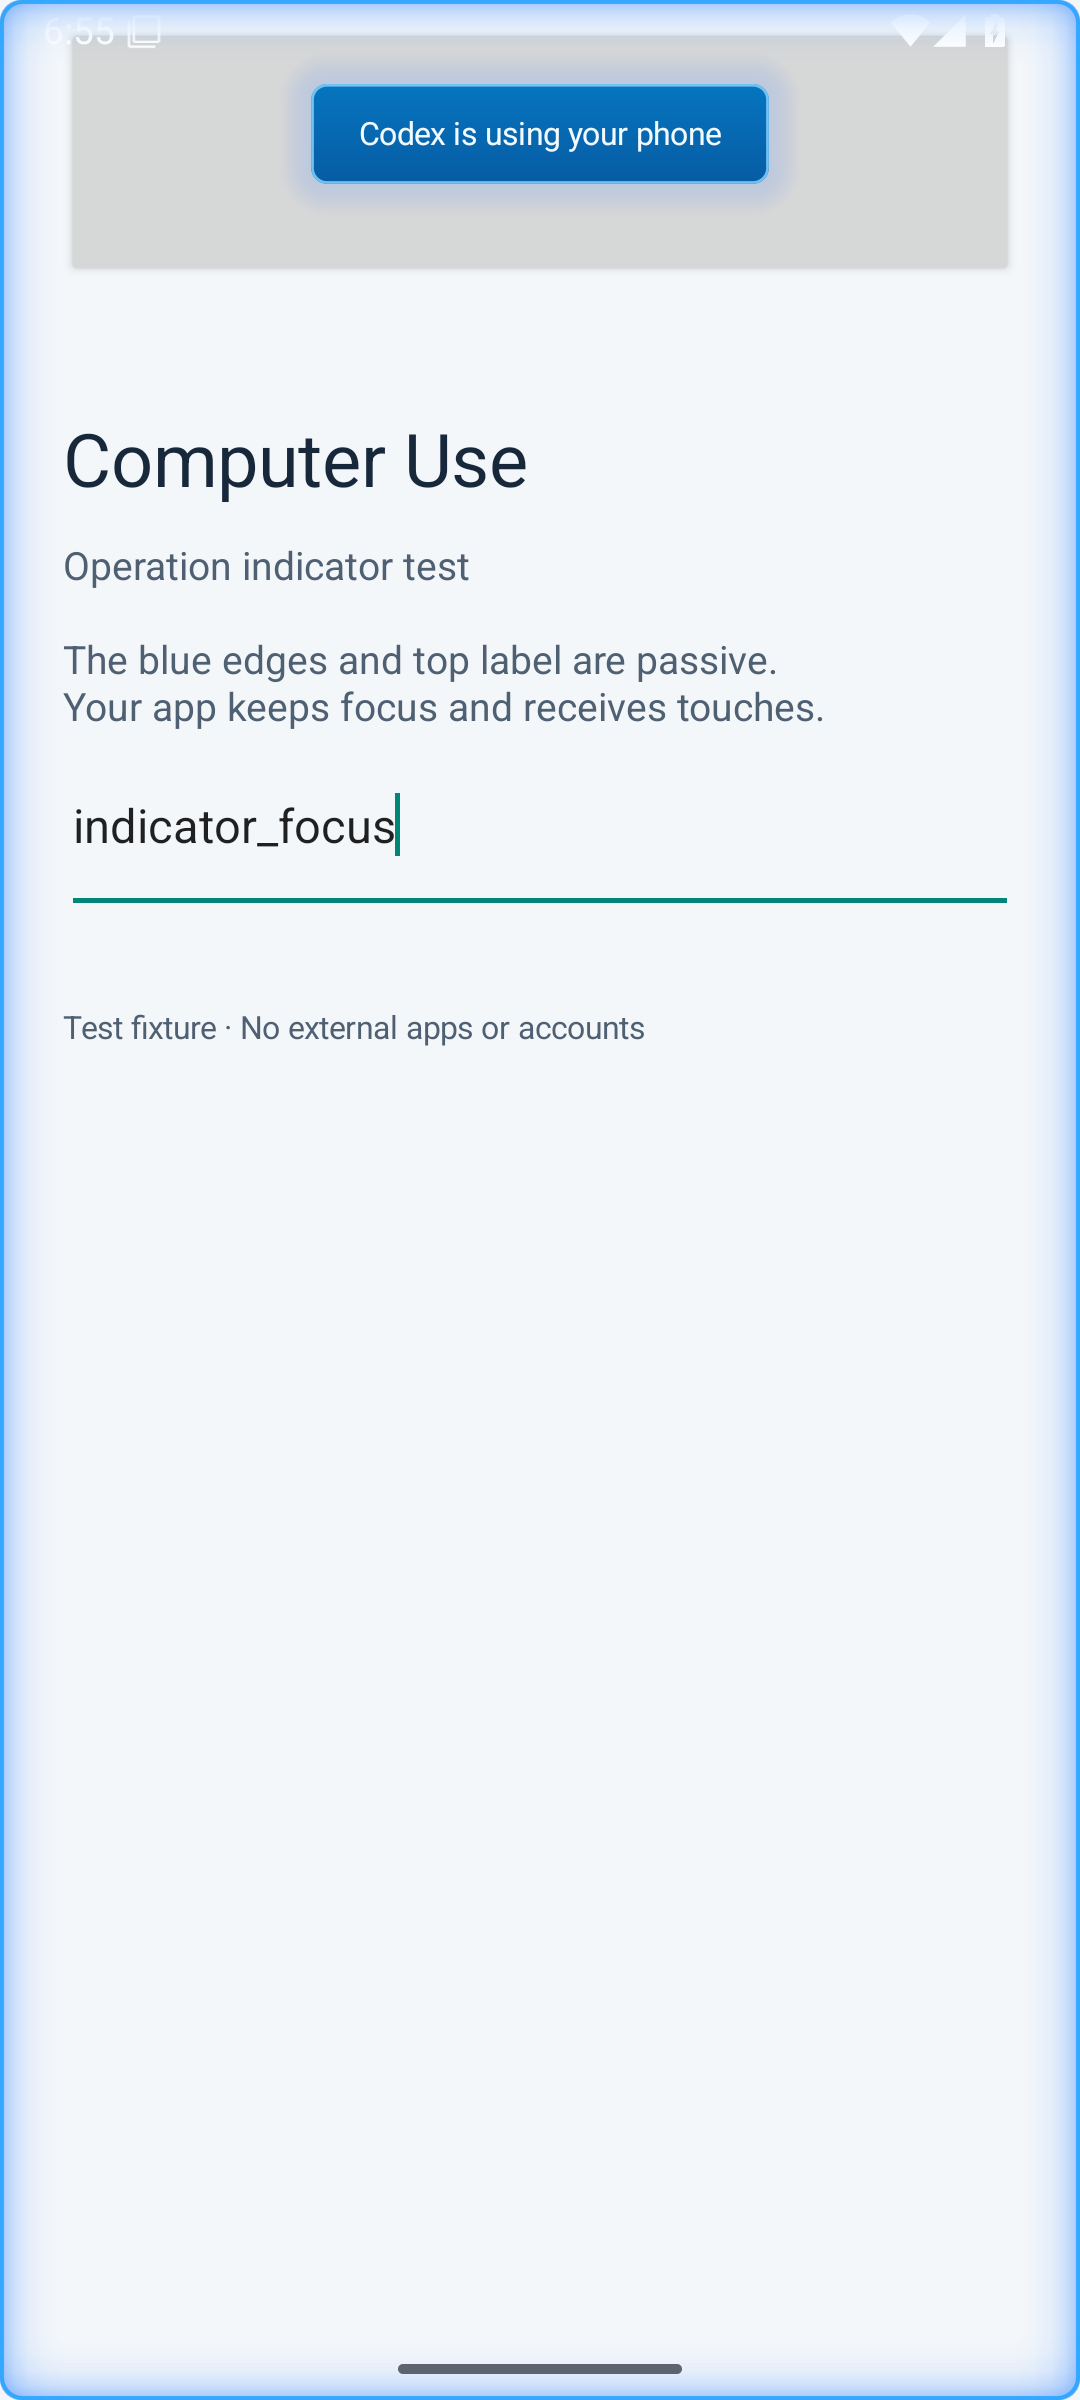 6:55
Codex is using your phone
Computer Use
Operation indicator test
The blue edges and top label are passive.
Your app keeps focus and receives touches.
indicator_focus
Test fixture · No external apps or accounts